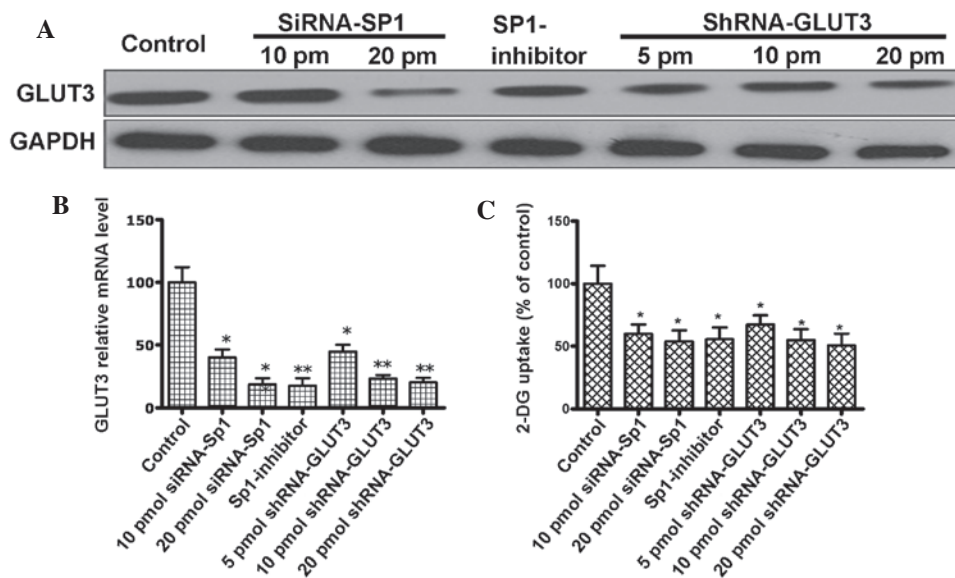 A
Control
SiRNA-SP1
SP1-
inhibitor
ShRNA-GLUT3
10 pm 20 pm
5 pm 10 pm 20 pm
GLUT3
GAPDH
B
GLUT3 relative mRNA level
150
100
50
0
* * ** * ** **
Control
10 pmol siRNA-Sp1
20 pmol siRNA-Sp1
Sp1-inhibitor
5 pmol shRNA-GLUT3
10 pmol shRNA-GLUT3
20 pmol shRNA-GLUT3
C
2-DG uptake (% of control)
150
100
50
0
* * * * * *
Control
10 pmol siRNA-Sp1
20 pmol siRNA-Sp1
Sp1-inhibitor
5 pmol shRNA-GLUT3
10 pmol shRNA-GLUT3
20 pmol shRNA-GLUT3